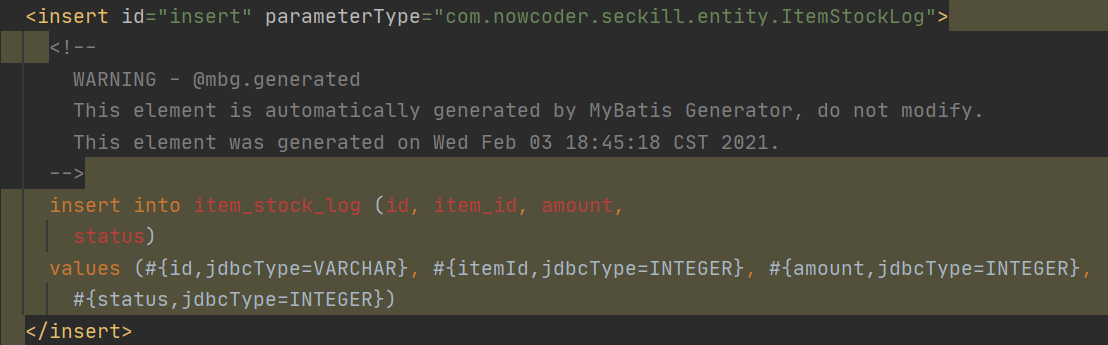 <insert id="insert" parameterType="com.nowcoder.seckill.entity.ItemStockLog">
<!--
WARNING - @mbg.generated
This element is automatically generated by MyBatis Generator, do not modify.
This element was generated on Wed Feb 03 18:45:18 CST 2021.
-->
insert into item_stock_log (id, item_id, amount,
status)
values (#{id,jdbcType=VARCHAR}, #{itemId,jdbcType=INTEGER}, #{amount,jdbcType=INTEGER},
#{status,jdbcType=INTEGER})
</insert>